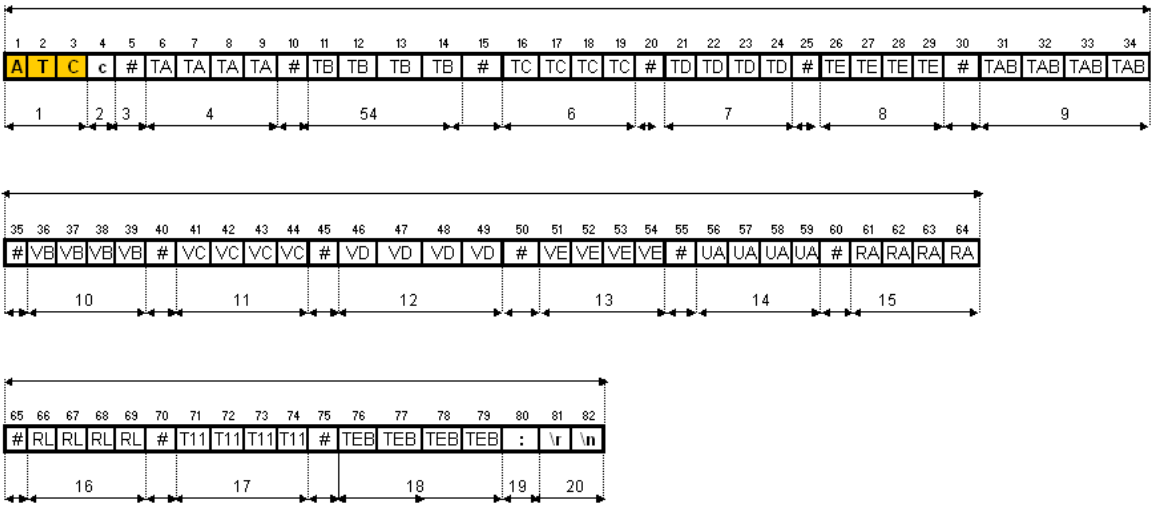 1 2 3 4 5 6 7 8 9 10 11 12 13 14 15 16 17 18 19 20 21 22 23 24 25 26 27 28 29 30 31 32 33 34
A T C c # TA TA TA TA # TB TB TB TB # TC TC TC TC # TD TD TD TD # TE TE TE TE # TAB TAB TAB TAB
1 2 3 4 54 6 7 8 9
35 36 37 38 39 40 41 42 43 44 45 46 47 48 49 50 51 52 53 54 55 56 57 58 59 60 61 62 63 64
# VB VB VB VB # VC VC VC VC # VD VD VD VD # VE VE VE VE # UA UA UA UA # RA RA RA RA
10 11 12 13 14 15
65 66 67 68 69 70 71 72 73 74 75 76 77 78 79 80 81 82
# RL RL RL RL # T11 T11 T11 T11 # TEB TEB TEB TEB : \r \n
16 17 18 19 20